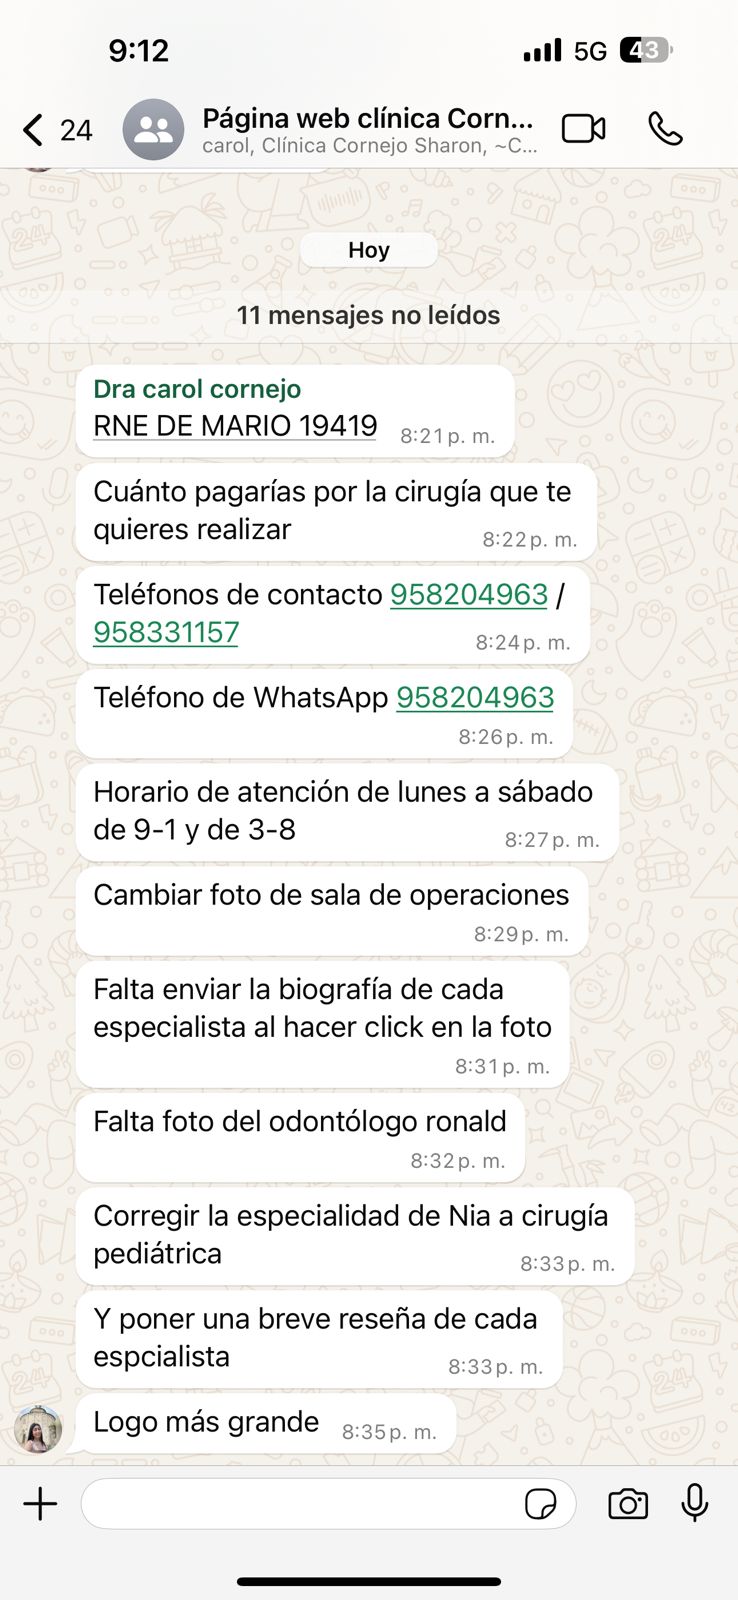 9:12
5G 43
24
Página web clínica Corn...
carol, Clínica Cornejo Sharon, ~C...
Hoy
11 mensajes no leídos
Dra carol cornejo
RNE DE MARIO 19419 8:21 p. m.
Cuánto pagarías por la cirugía que te
quieres realizar 8:22 p. m.
Teléfonos de contacto 958204963 /
958331157 8:24 p. m.
Teléfono de WhatsApp 958204963
8:26 p. m.
Horario de atención de lunes a sábado
de 9-1 y de 3-8 8:27 p. m.
Cambiar foto de sala de operaciones
8:29 p. m.
Falta enviar la biografía de cada
especialista al hacer click en la foto
8:31 p. m.
Falta foto del odontólogo ronald
8:32 p. m.
Corregir la especialidad de Nia a cirugía
pediátrica 8:33 p. m.
Y poner una breve reseña de cada
espcialista 8:33 p. m.
Logo más grande 8:35 p. m.